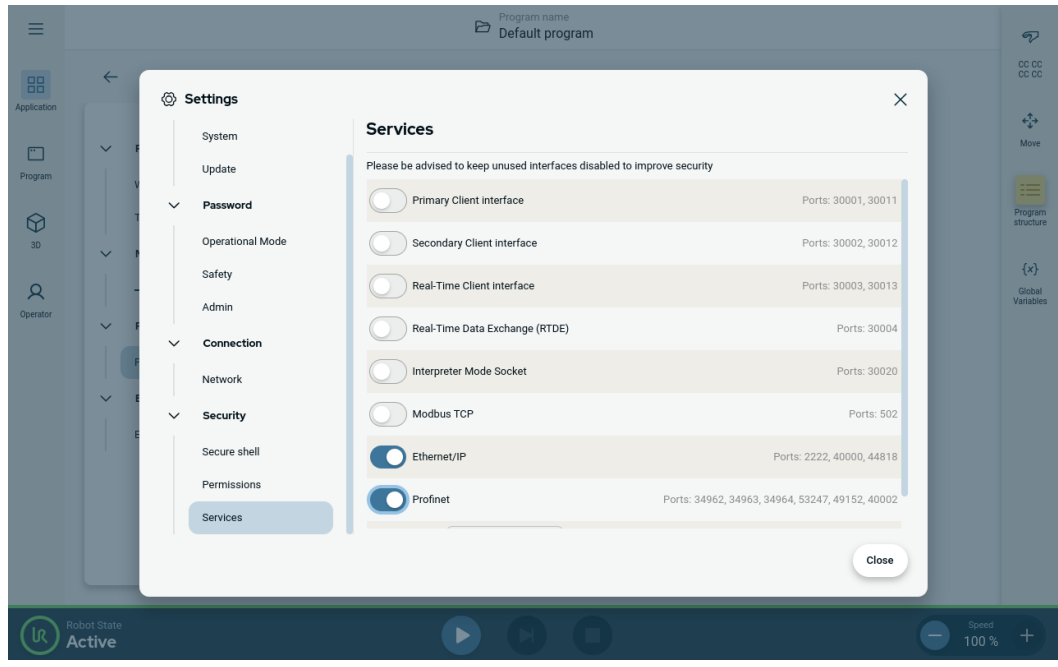 Program name
Default program
Application
Program
3D
Operator
Settings
System
Update
Password
Operational Mode
Safety
Admin
Connection
Network
Security
Secure shell
Permissions
Services
Services
Please be advised to keep unused interfaces disabled to improve security
Primary Client interface Ports: 30001, 30011
Secondary Client interface Ports: 30002, 30012
Real-Time Client interface Ports: 30003, 30013
Real-Time Data Exchange (RTDE) Ports: 30004
Interpreter Mode Socket Ports: 30020
Modbus TCP Ports: 502
Ethernet/IP Ports: 2222, 40000, 44818
Profinet Ports: 34962, 34963, 34964, 53247, 49152, 40002
Close
CC CC
CC CC
Move
Program
structure
{x}
Global
Variables
UR
Robot State
Active
Speed
100 %